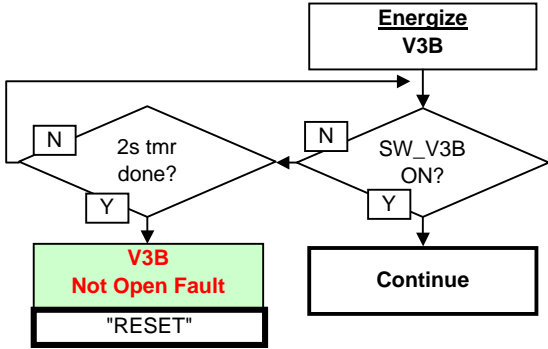 Energize
V3B
N
2s tmr
done?
Y
N
SW_V3B
ON?
Y
V3B
Not Open Fault
"RESET"
Continue